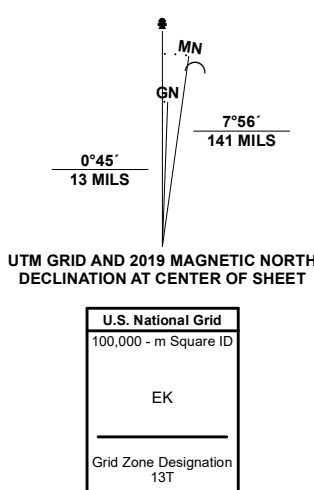 MN
GN
7°56´
141 MILS
0°45´
13 MILS
UTM GRID AND 2019 MAGNETIC NORTH
DECLINATION AT CENTER OF SHEET
U.S. National Grid
100,000 - m Square ID
EK
Grid Zone Designation
13T